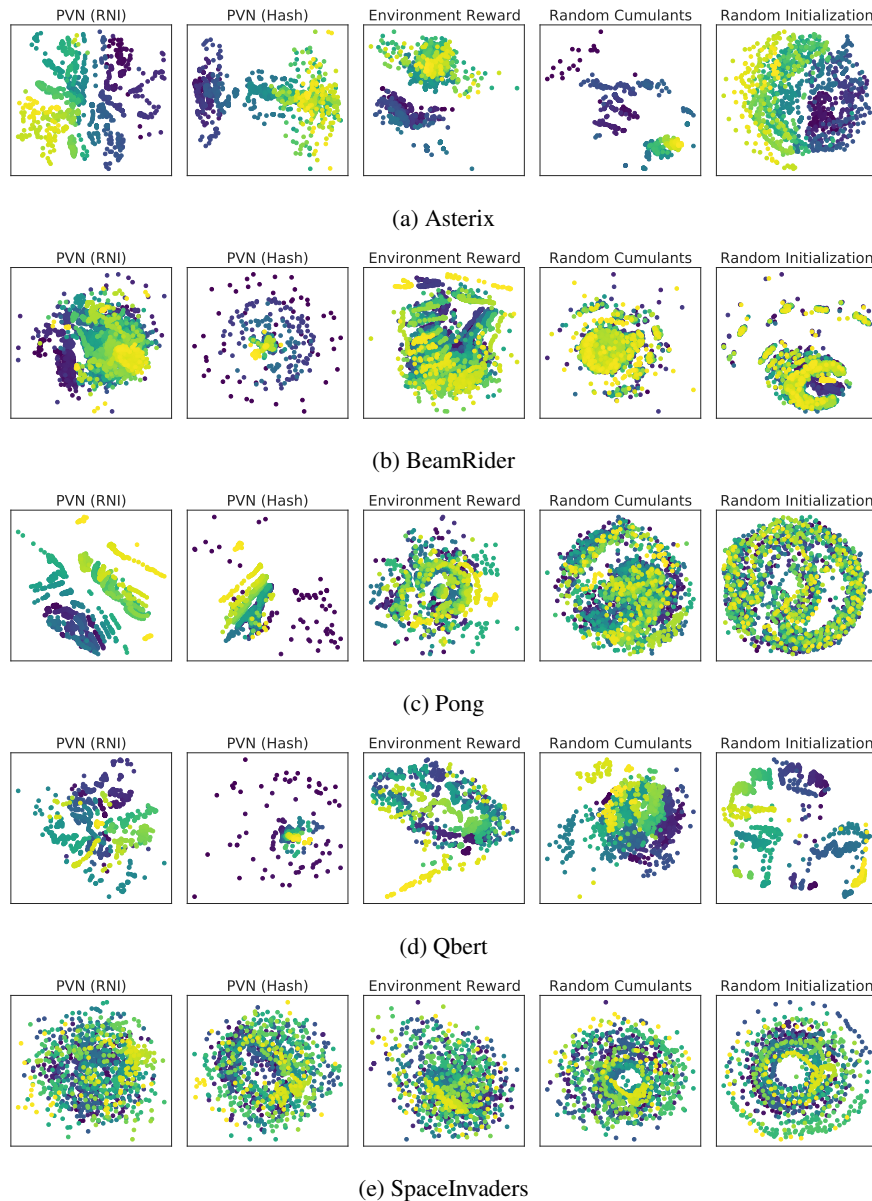 PVN (RNI) PVN (Hash) Environment Reward Random Cumulants Random Initialization
(a) Asterix
PVN (RNI) PVN (Hash) Environment Reward Random Cumulants Random Initialization
(b) BeamRider
PVN (RNI) PVN (Hash) Environment Reward Random Cumulants Random Initialization
(c) Pong
PVN (RNI) PVN (Hash) Environment Reward Random Cumulants Random Initialization
(d) Qbert
PVN (RNI) PVN (Hash) Environment Reward Random Cumulants Random Initialization
(e) SpaceInvaders